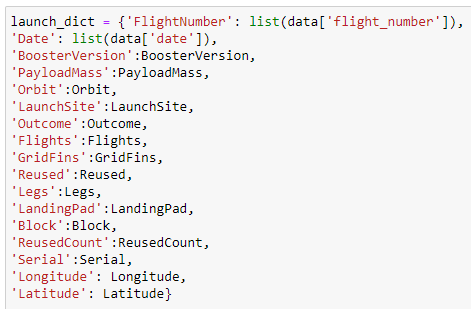 launch_dict = {'FlightNumber': list(data['flight_number']),
'Date': list(data['date']),
'BoosterVersion':BoosterVersion,
'PayloadMass':PayloadMass,
'Orbit':Orbit,
'LaunchSite':LaunchSite,
'Outcome':Outcome,
'Flights':Flights,
'GridFins':GridFins,
'Reused':Reused,
'Legs':Legs,
'LandingPad':LandingPad,
'Block':Block,
'ReusedCount':ReusedCount,
'Serial':Serial,
'Longitude': Longitude,
'Latitude': Latitude}